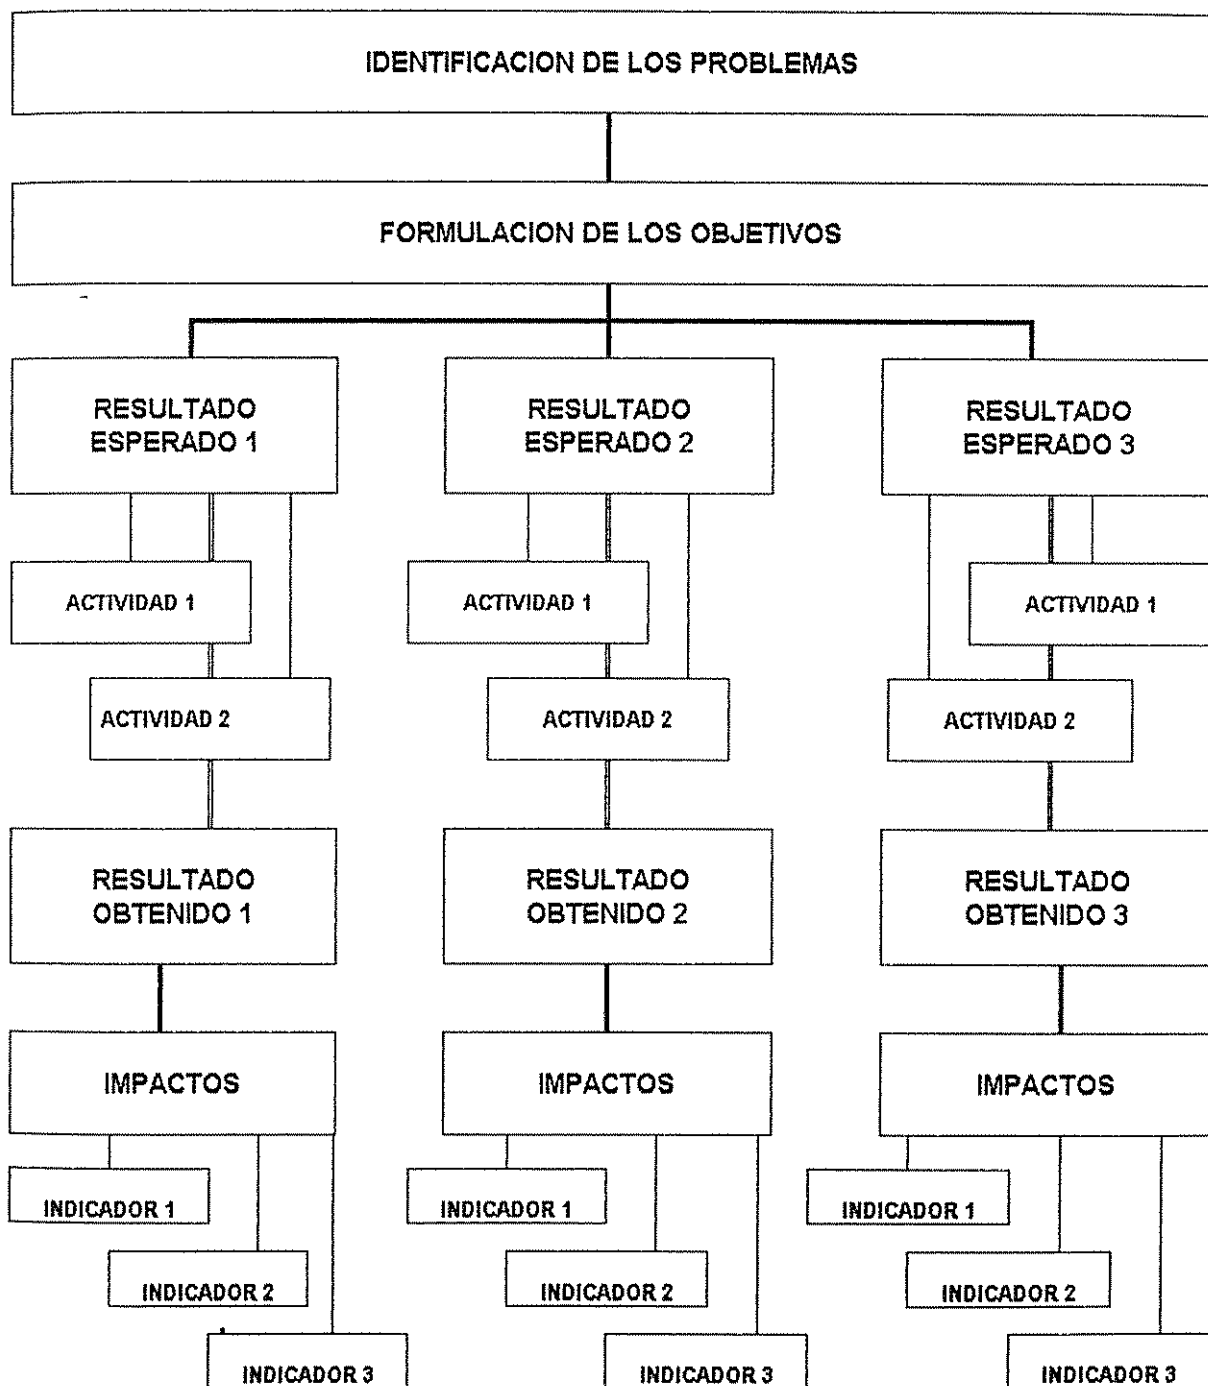 IDENTIFICACION DE LOS PROBLEMAS
FORMULACION DE LOS OBJETIVOS
RESULTADO
ESPERADO 1
RESULTADO
ESPERADO 2
RESULTADO
ESPERADO 3
ACTIVIDAD 1
ACTIVIDAD 1
ACTIVIDAD 1
ACTIVIDAD 2
ACTIVIDAD 2
ACTIVIDAD 2
RESULTADO
OBTENIDO 1
RESULTADO
OBTENIDO 2
RESULTADO
OBTENIDO 3
IMPACTOS
IMPACTOS
IMPACTOS
INDICADOR 1
INDICADOR 1
INDICADOR 1
INDICADOR 2
INDICADOR 2
INDICADOR 2
INDICADOR 3
INDICADOR 3
INDICADOR 3